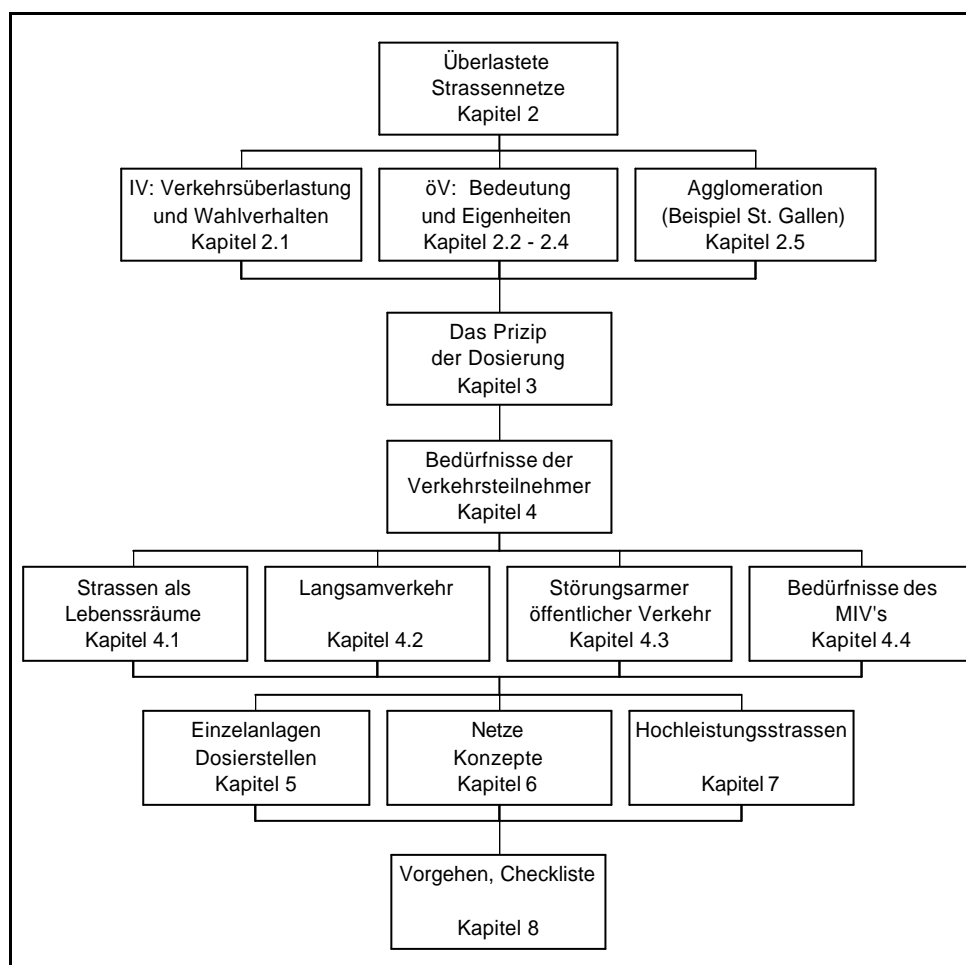 Überlastete
Strassennetze
Kapitel 2
IV: Verkehrsüberlastung
und Wahlverhalten
Kapitel 2.1
öV: Bedeutung
und Eigenheiten
Kapitel 2.2 - 2.4
Agglomeration
(Beispiel St. Gallen)
Kapitel 2.5
Das Prizip
der Dosierung
Kapitel 3
Bedürfnisse der
Verkehrsteilnehmer
Kapitel 4
Strassen als
Lebenssräume
Kapitel 4.1
Langsamverkehr
Kapitel 4.2
Störungsarmer
öffentlicher Verkehr
Kapitel 4.3
Bedürfnisse des
MIV's
Kapitel 4.4
Einzelanlagen
Dosierstellen
Kapitel 5
Netze
Konzepte
Kapitel 6
Hochleistungsstrassen
Kapitel 7
Vorgehen, Checkliste
Kapitel 8